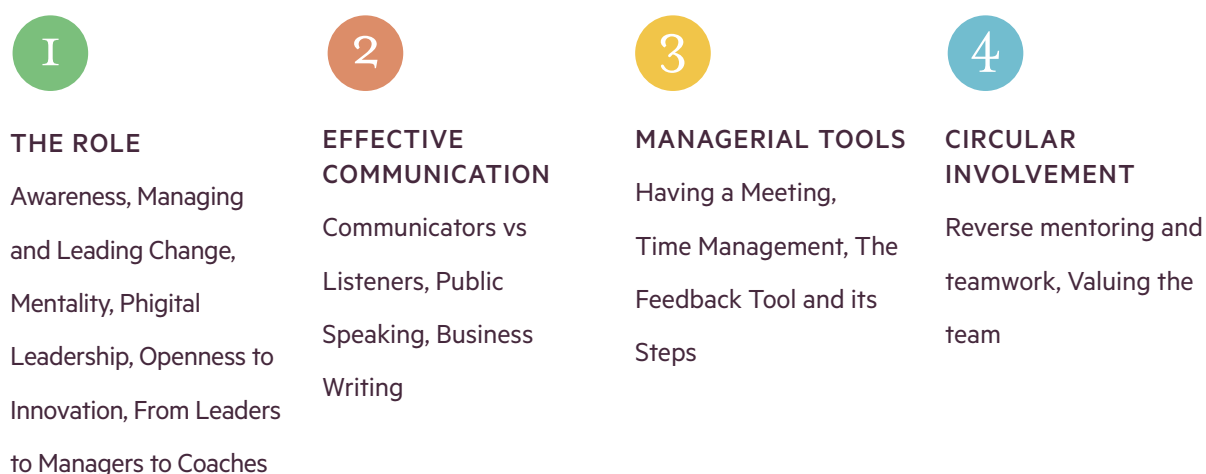 1
THE ROLE
Awareness, Managing
and Leading Change,
Mentality, Phigital
Leadership, Openness to
Innovation, From Leaders
to Managers to Coaches
2
EFFECTIVE
COMMUNICATION
Communicators vs
Listeners, Public
Speaking, Business
Writing
3
MANAGERIAL TOOLS
Having a Meeting,
Time Management, The
Feedback Tool and its
Steps
4
CIRCULAR
INVOLVEMENT
Reverse mentoring and
teamwork, Valuing the
team